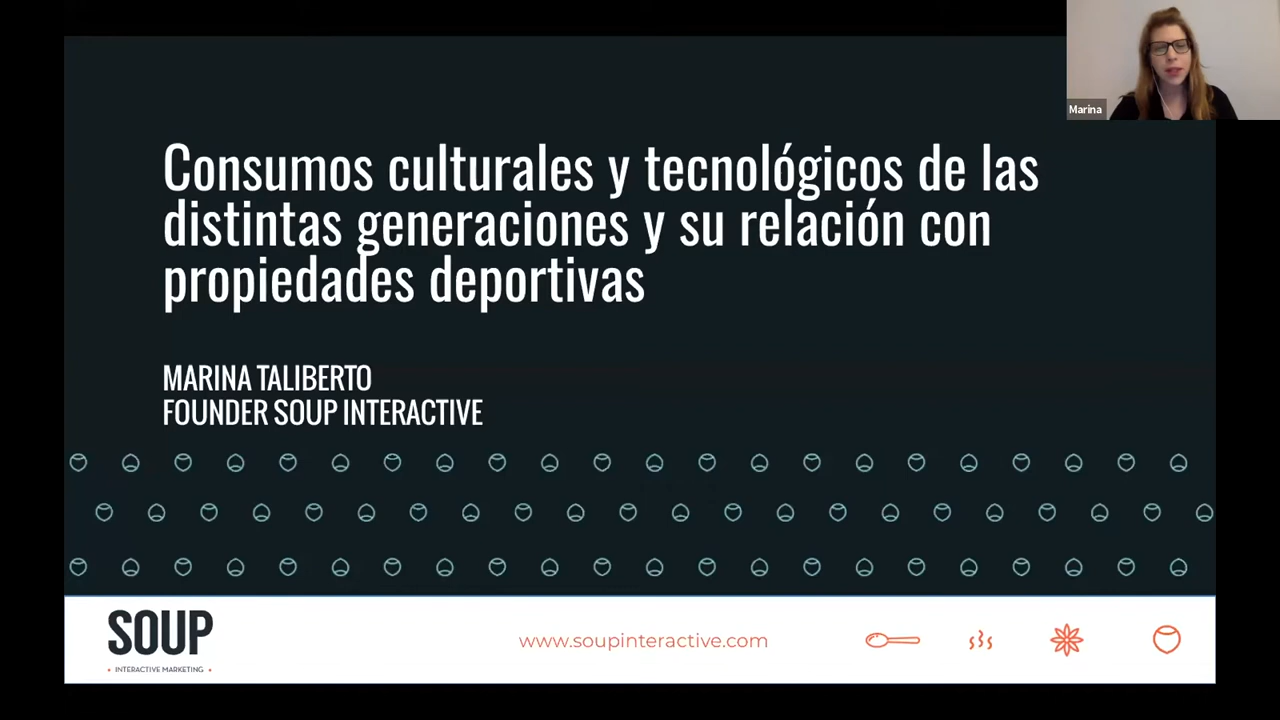 Marina
Consumos culturales y tecnológicos de las
distintas generaciones y su relación con
propiedades deportivas
MARINA TALIBERTO
FOUNDER SOUP INTERACTIVE
SOUP
• INTERACTIVE MARKETING •
www.soupinteractive.com